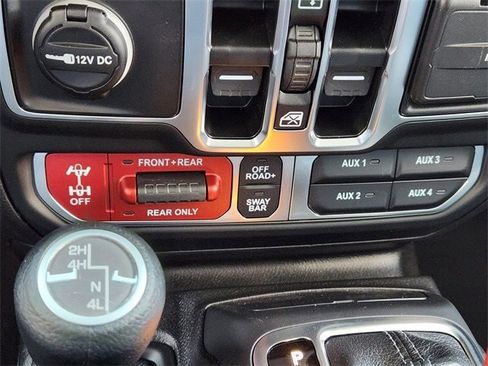 12V DC
FRONT+REAR
OFF
REAR ONLY
OFF
ROAD+
SWAY
BAR
AUX 1
AUX 3
AUX 2
AUX 4
2H
4H
N
4L
P